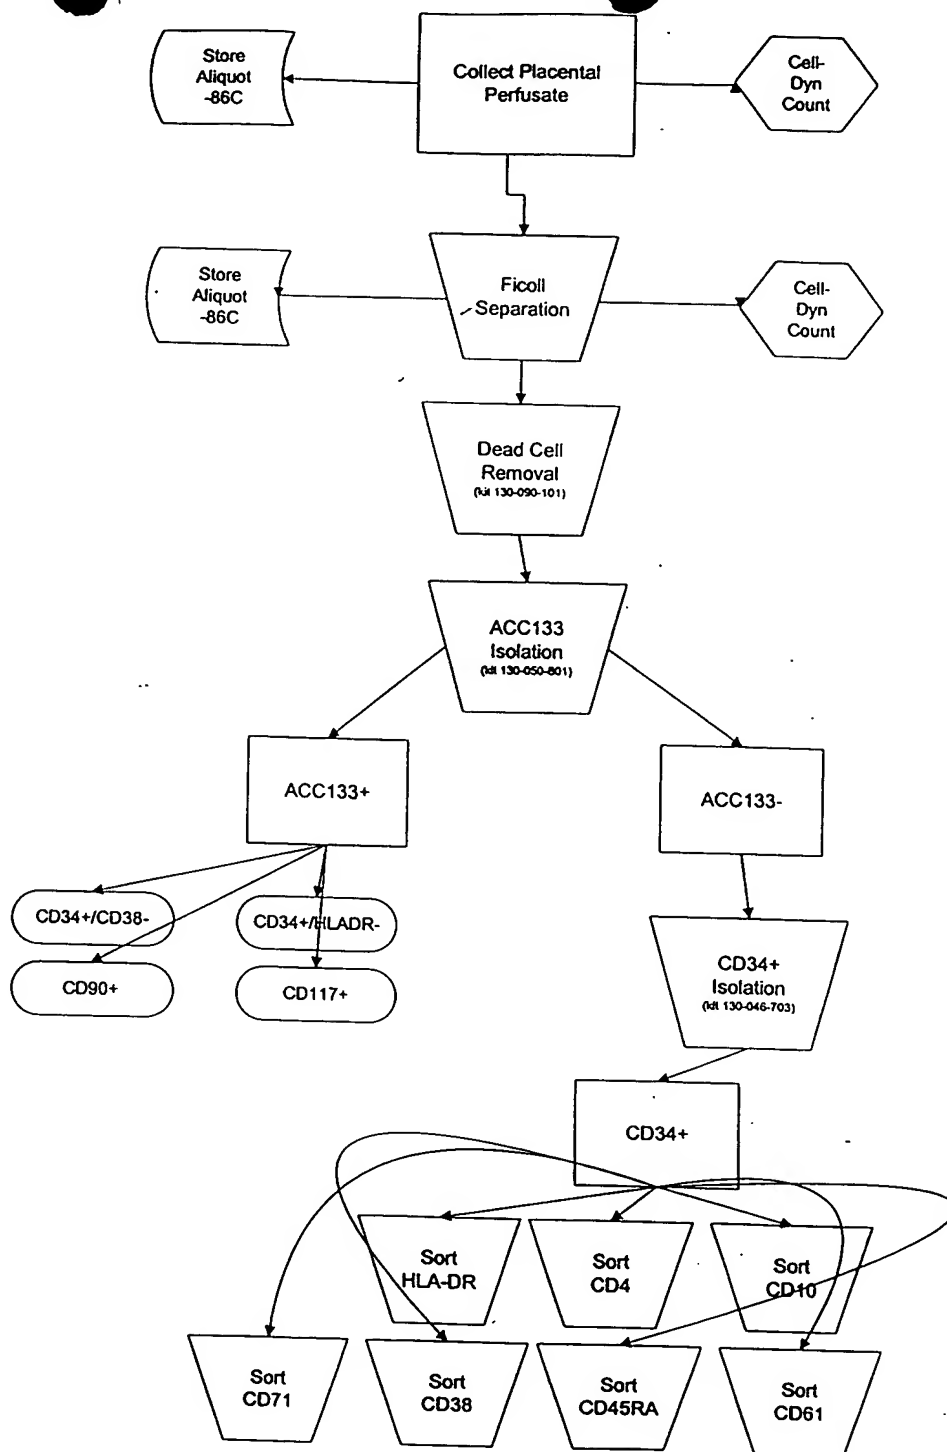 Store
Aliquot
-86C
Collect Placental
Perfusate
Cell-
Dyn
Count
Store
Aliquot
-86C
Ficoll
Separation
Cell-
Dyn
Count
Dead Cell
Removal
(kit 130-090-101)
ACC133
Isolation
(kit 130-050-801)
ACC133+
ACC133-
CD34+/CD38-
CD34+/HLADR-
CD90+
CD117+
CD34+
Isolation
(kit 130-046-703)
CD34+
Sort
HLA-DR
Sort
CD4
Sort
CD10
Sort
CD71
Sort
CD38
Sort
CD45RA
Sort
CD61